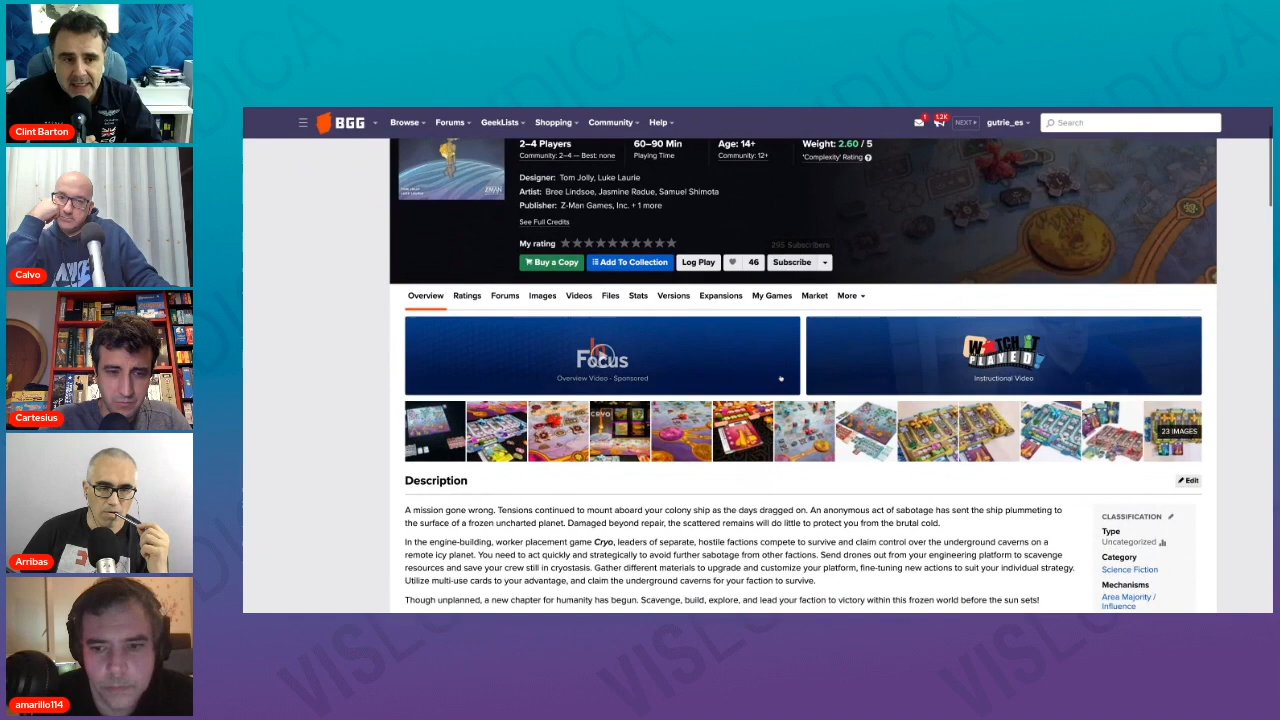 Clint Barton
Calvo
Cartesius
Arribas
amarillo114
BGG
Browse
Forums
GeekLists
Shopping
Community
Help
1
1.2K
NEXT
gutrie_es
Search
2–4 Players
Community: 2–4 — Best: none
60–90 Min
Playing Time
Age: 14+
Community: 12+
Weight: 2.60 / 5
'Complexity' Rating
Designer: Tom Jolly, Luke Laurie
Artist: Bree Lindsoe, Jasmine Radue, Samuel Shimota
Publisher: Z-Man Games, Inc. + 1 more
See Full Credits
My rating
295 Subscribers
Buy a Copy
Add To Collection
Log Play
46
Subscribe
Overview Ratings Forums Images Videos Files Stats Versions Expansions My Games Market More
In Focus
Overview Video - Sponsored
WATCH IT PLAYED!
Instructional Video
CRYO
23 IMAGES
Description
Edit
A mission gone wrong. Tensions continued to mount aboard your colony ship as the days dragged on. An anonymous act of sabotage has sent the ship plummeting to
the surface of a frozen uncharted planet. Damaged beyond repair, the scattered remains will do little to protect you from the brutal cold.
In the engine-building, worker placement game Cryo, leaders of separate, hostile factions compete to survive and claim control over the underground caverns on a
remote icy planet. You need to act quickly and strategically to avoid further sabotage from other factions. Send drones out from your engineering platform to scavenge
resources and save your crew still in cryostasis. Gather different materials to upgrade and customize your platform, fine-tuning new actions to suit your individual strategy.
Utilize multi-use cards to your advantage, and claim the underground caverns for your faction to survive.
Though unplanned, a new chapter for humanity has begun. Scavenge, build, explore, and lead your faction to victory within this frozen world before the sun sets!
CLASSIFICATION
Type
Uncategorized
Category
Science Fiction
Mechanisms
Area Majority /
Influence